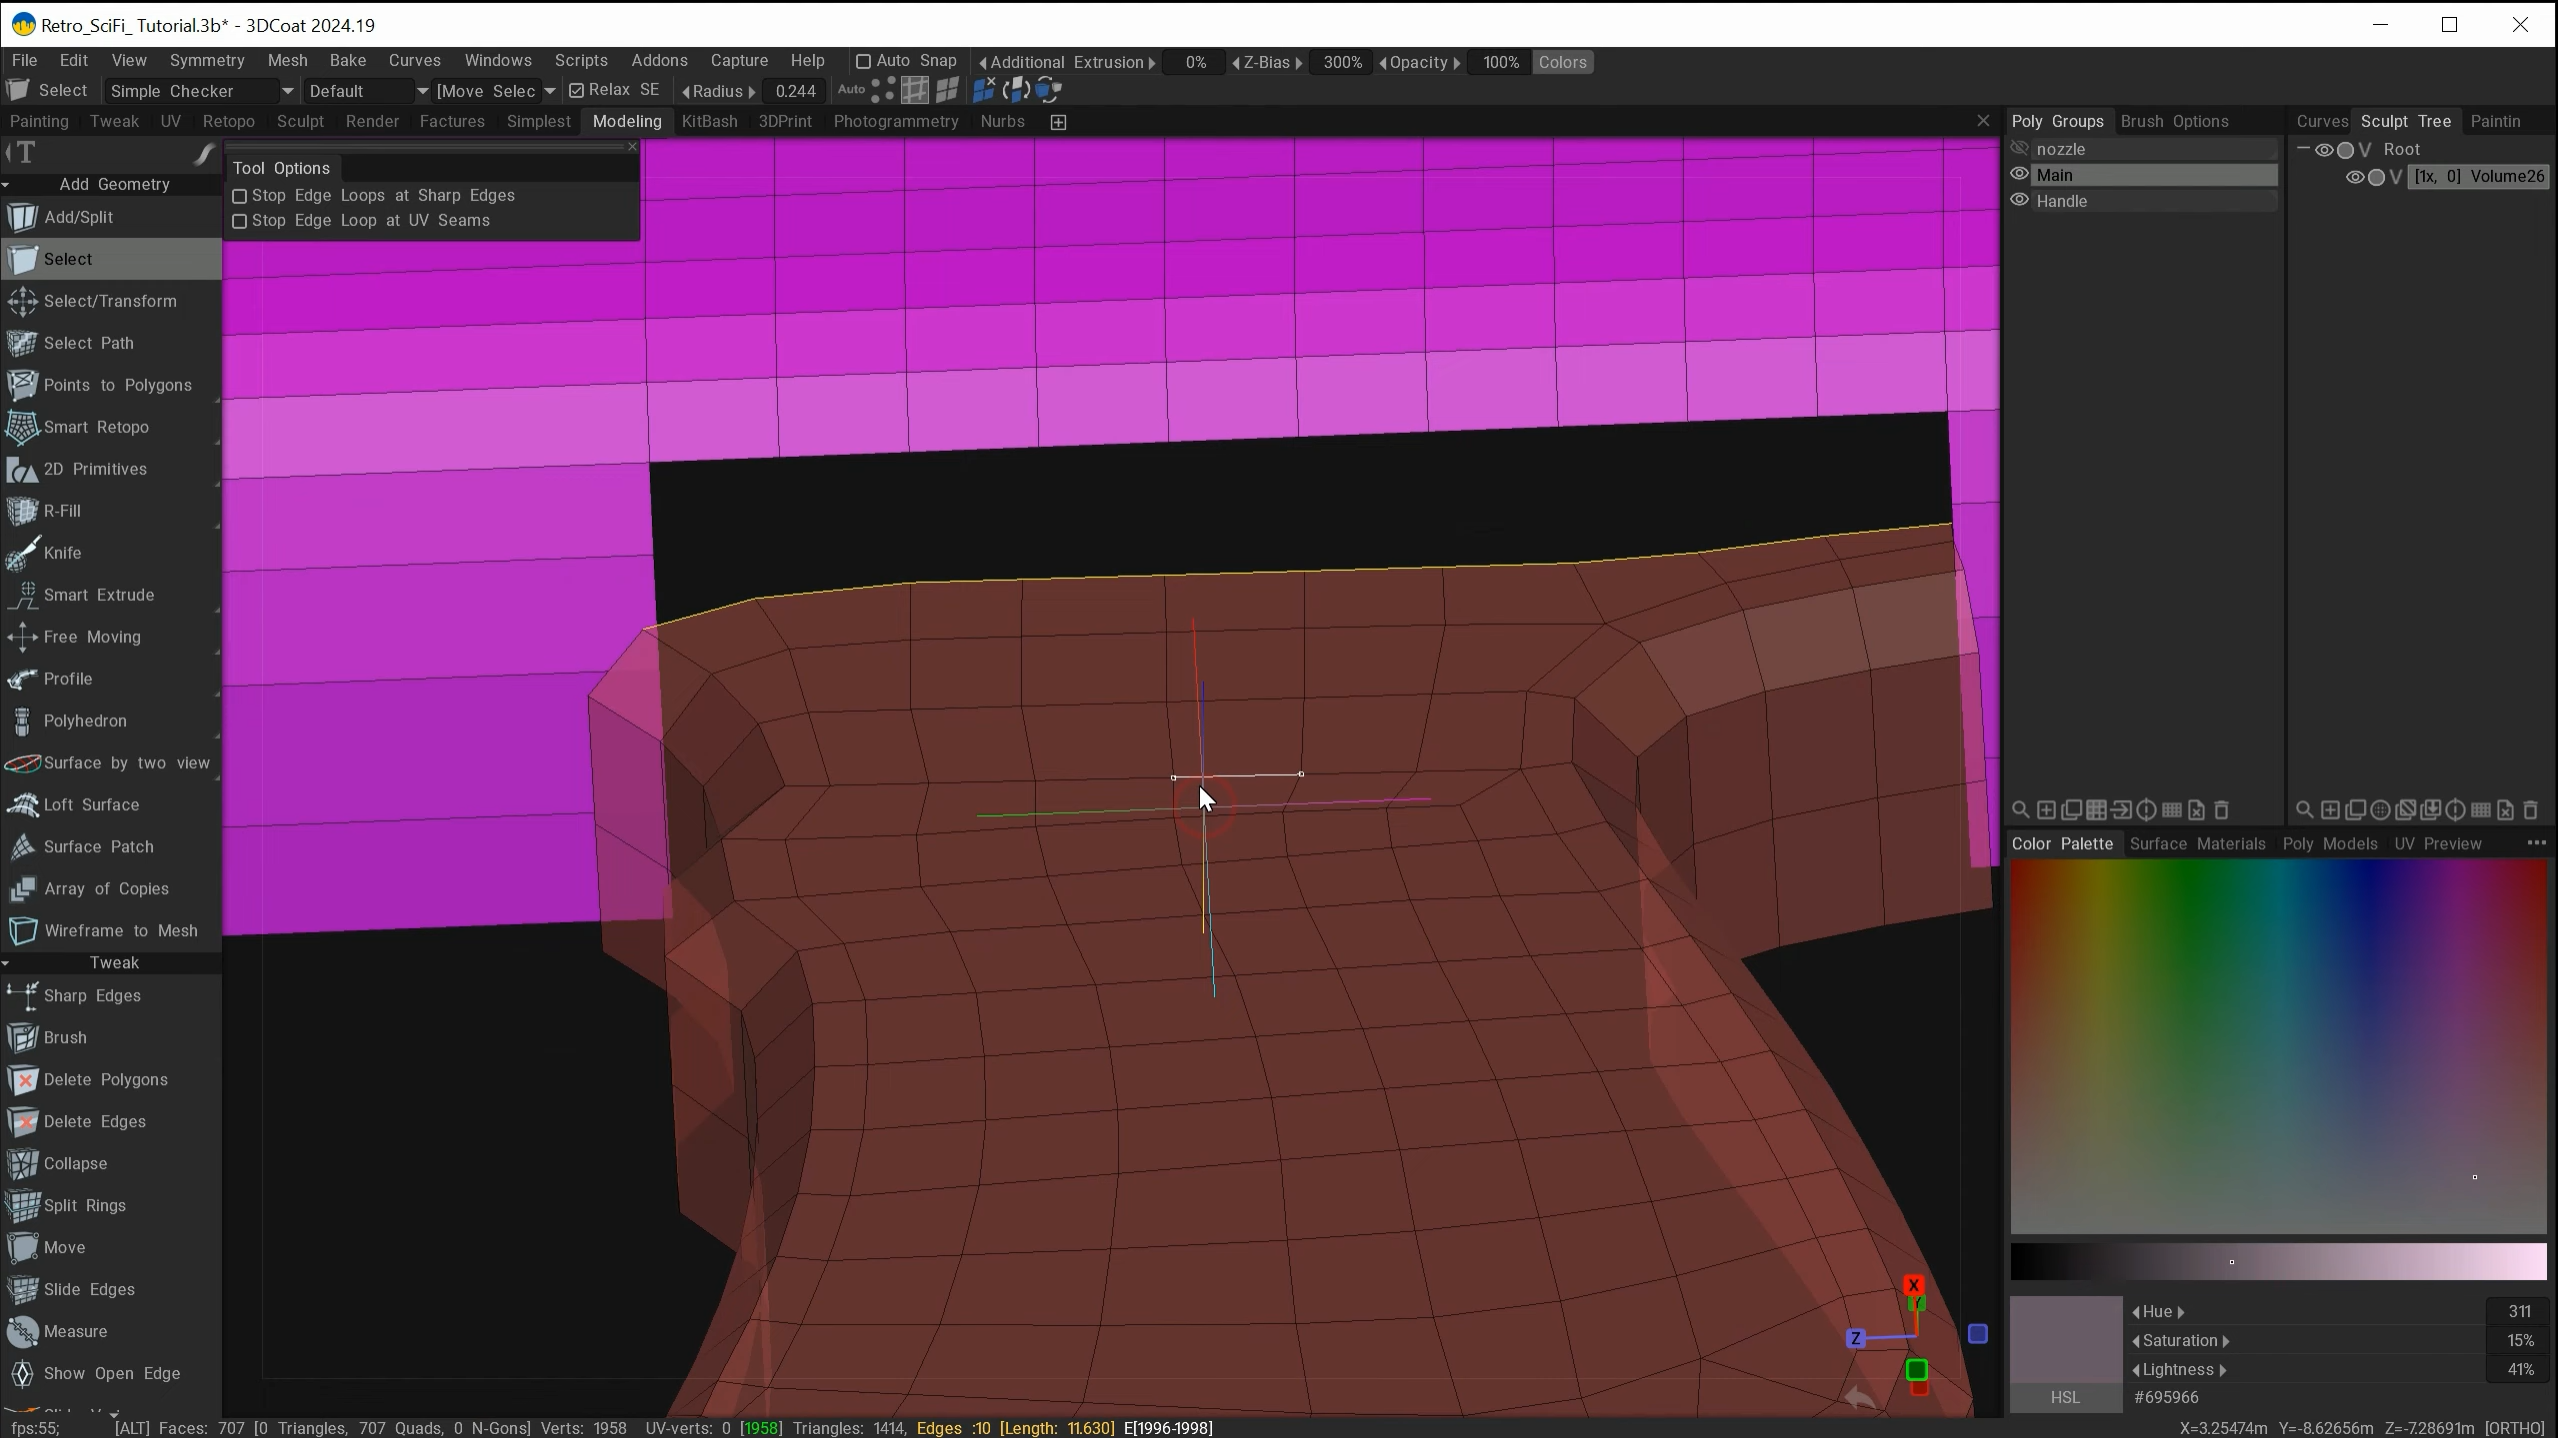 Retro_SciFi_ Tutorial.3b* - 3DCoat 2024.19
File Edit View Symmetry Mesh Bake Curves Windows Scripts Addons Capture Help Auto Snap Additional Extrusion 0% Z-Bias 300% Opacity 100% Colors
Select Simple Checker Default [Move Selec Relax SE Radius 0.244 Auto
Painting Tweak UV Retopo Sculpt Render Factures Simplest Modeling KitBash 3DPrint Photogrammetry Nurbs
T
Tool Options
Stop Edge Loops at Sharp Edges
Stop Edge Loop at UV Seams
Add Geometry
Add/Split
Select
Select/Transform
Select Path
Points to Polygons
Smart Retopo
2D Primitives
R-Fill
Knife
Smart Extrude
Free Moving
Profile
Polyhedron
Surface by two view
Loft Surface
Surface Patch
Array of Copies
Wireframe to Mesh
Tweak
Sharp Edges
Brush
Delete Polygons
Delete Edges
Collapse
Split Rings
Move
Slide Edges
Measure
Show Open Edge
Poly Groups Brush Options
nozzle
Main
Handle
Curves Sculpt Tree Paintin
V Root
V [1x, 0] Volume26
Color Palette Surface Materials Poly Models UV Preview
Hue 311
Saturation 15%
Lightness 41%
HSL #695966
X
Y
Z
fps:55; [ALT] Faces: 707 [0 Triangles, 707 Quads, 0 N-Gons] Verts: 1958 UV-verts: 0 [1958] Triangles: 1414, Edges :10 [Length: 11.630] E[1996-1998] X=3.25474m Y=-8.62656m Z=-7.28691m [ORTHO]